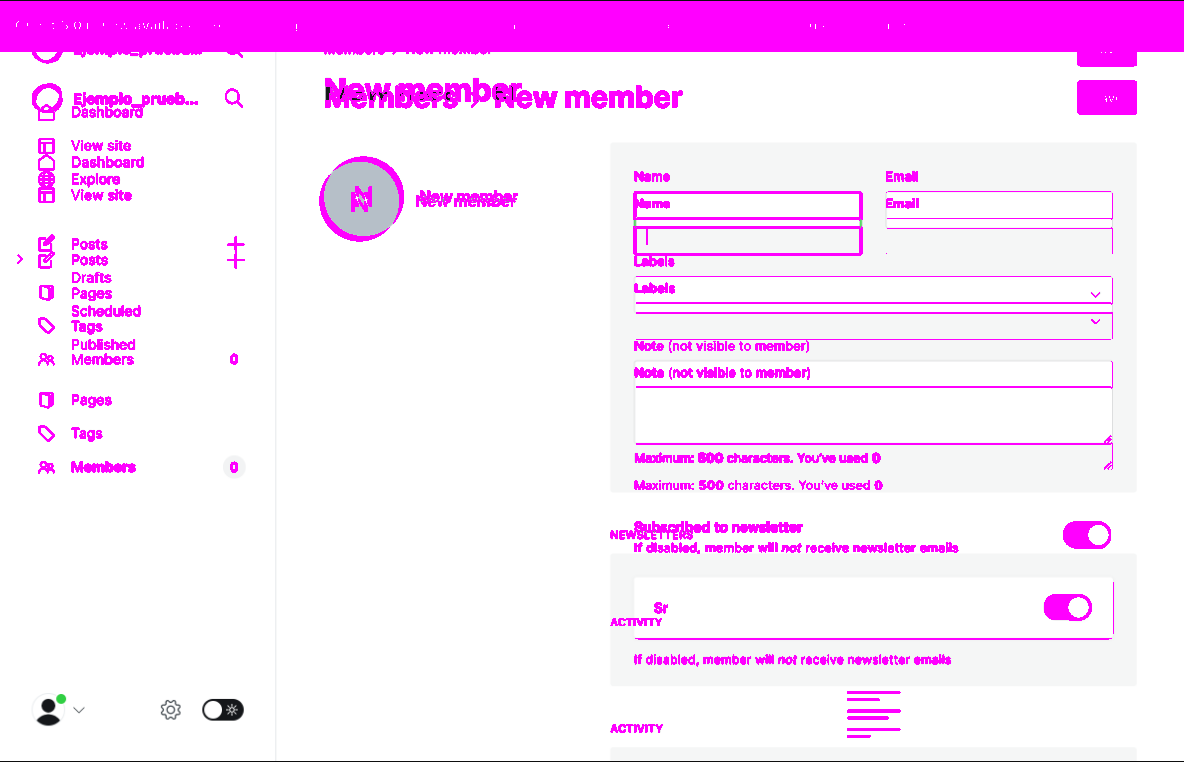 Ejemplo_prueb...
Members > New member
New member
Members > New member
Ejemplo_prueb...
Dashboard
View site
Dashboard
Explore
View site
New member
New member
Name
Email
Name
Email
Posts
Posts
Drafts
Pages
Scheduled
Tags
Published
Members 0
Pages
Tags
Members 0
Labels
Labels
Note (not visible to member)
Note (not visible to member)
Maximum: 500 characters. You've used 0
Maximum: 500 characters. You've used 0
Subscribed to newsletter
NEWSLETTERS
If disabled, member will not receive newsletter emails
Sr
ACTIVITY
If disabled, member will not receive newsletter emails
ACTIVITY